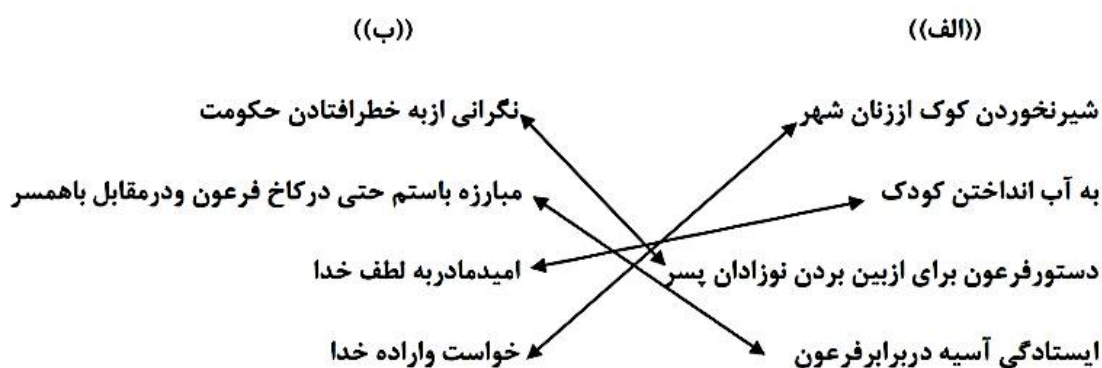 ((الف)) ((ب))
شیرنخوردن کوک اززنان شهر نگرانی ازبه خطرافتادن حکومت
به آب انداختن کودک مبارزه باستم حتی درکاخ فرعون ودرمقابل باهمسر
دستورفرعون برای ازبین بردن نوزادان پسر امیدمادربه لطف خدا
ایستادگی آسیه دربرابرفرعون خواست واراده خدا